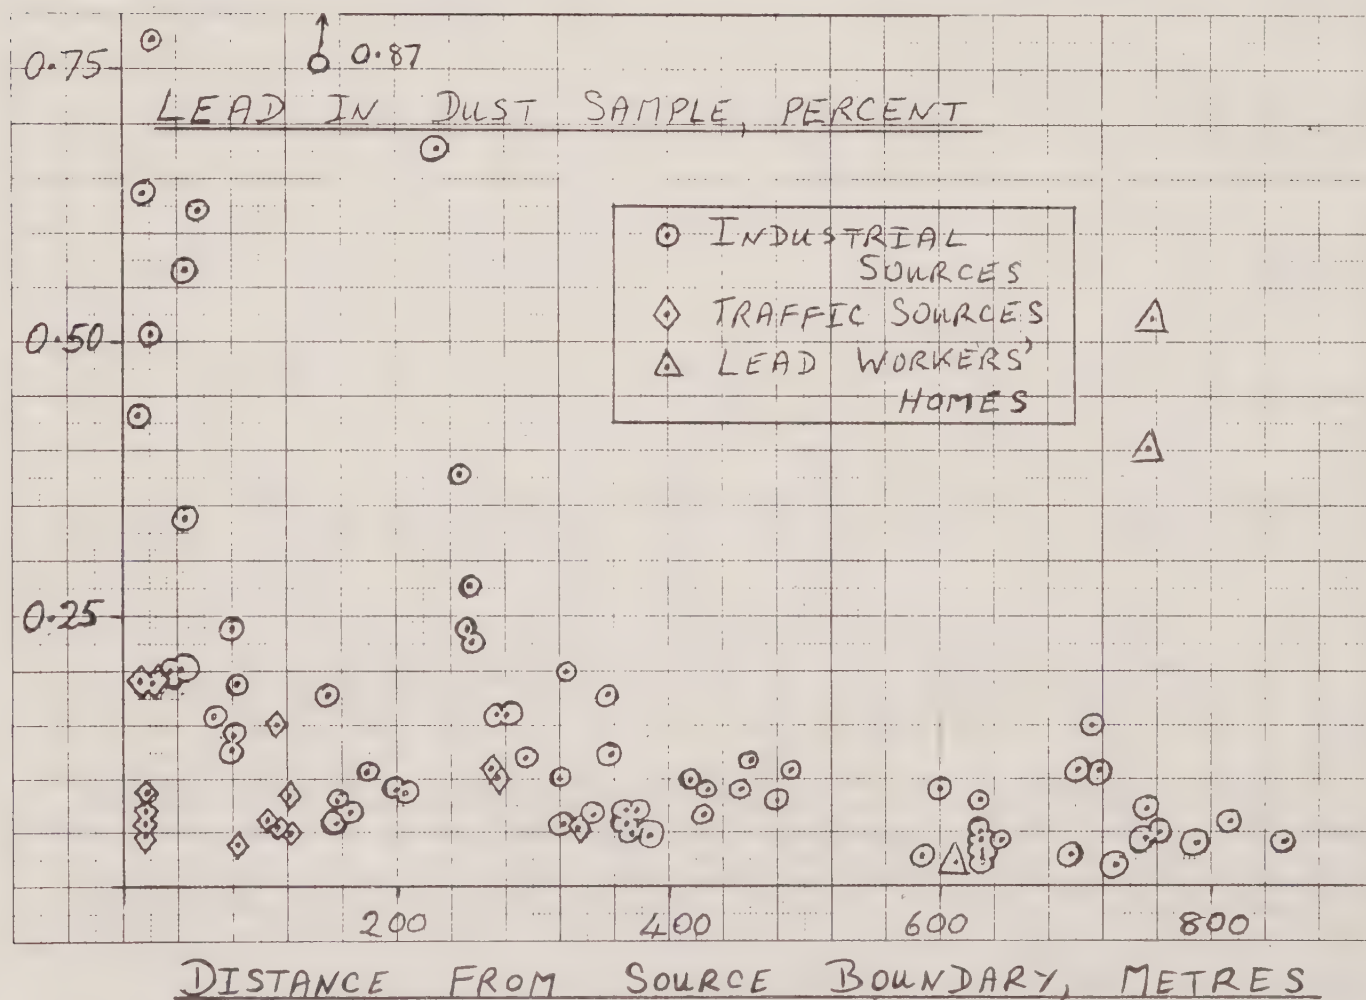 0.75
0.87
LEAD IN DUST SAMPLE, PERCENT
INDUSTRIAL
SOURCES
TRAFFIC SOURCES
0.50
LEAD WORKERS'
HOMES
0.25
200 400 600 800
DISTANCE FROM SOURCE BOUNDARY, METRES